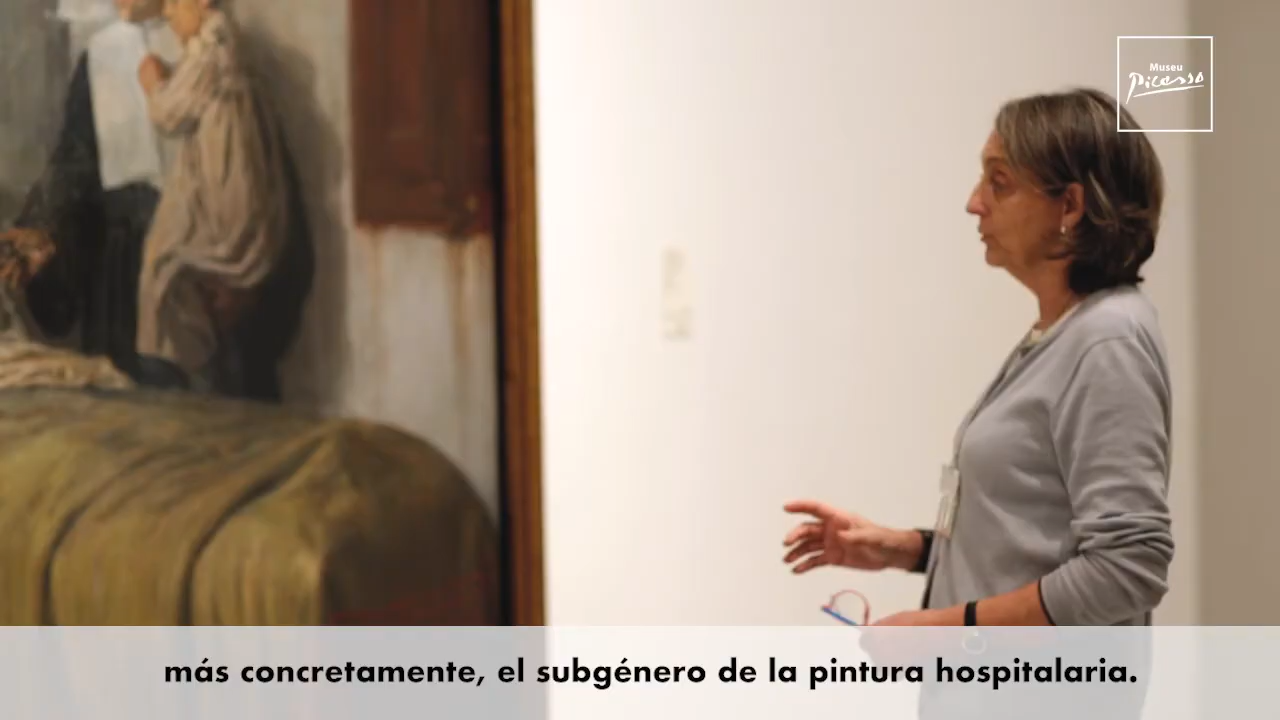 Museu
Picasso
más concretamente, el subgénero de la pintura hospitalaria.